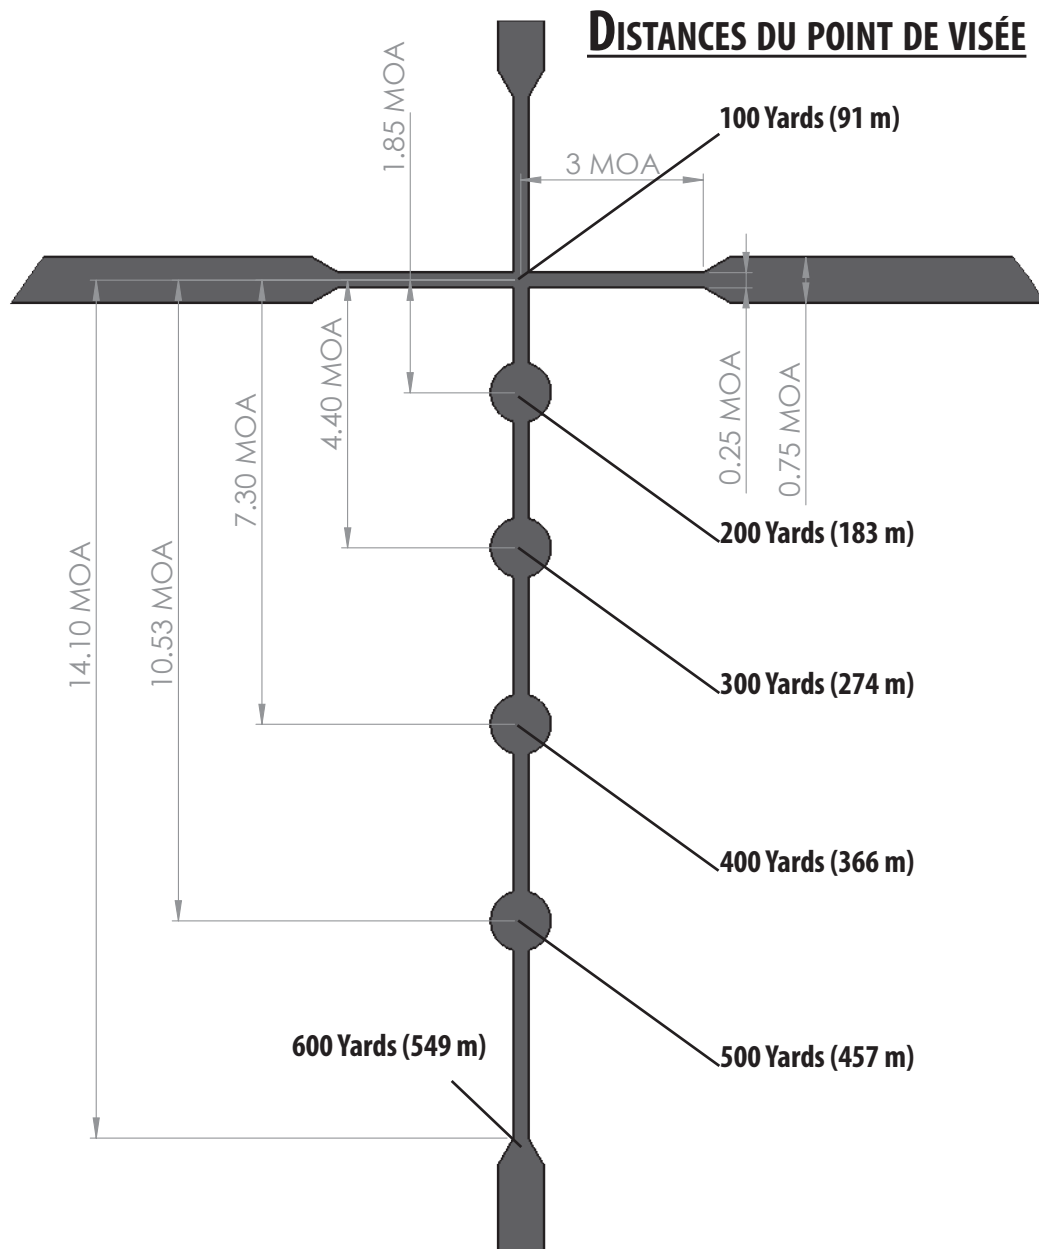 DISTANCES DU POINT DE VISÉE
100 Yards (91 m)
1.85 MOA
3 MOA
4.40 MOA
7.30 MOA
0.25 MOA
0.75 MOA
200 Yards (183 m)
14.10 MOA
10.53 MOA
300 Yards (274 m)
400 Yards (366 m)
600 Yards (549 m)
500 Yards (457 m)